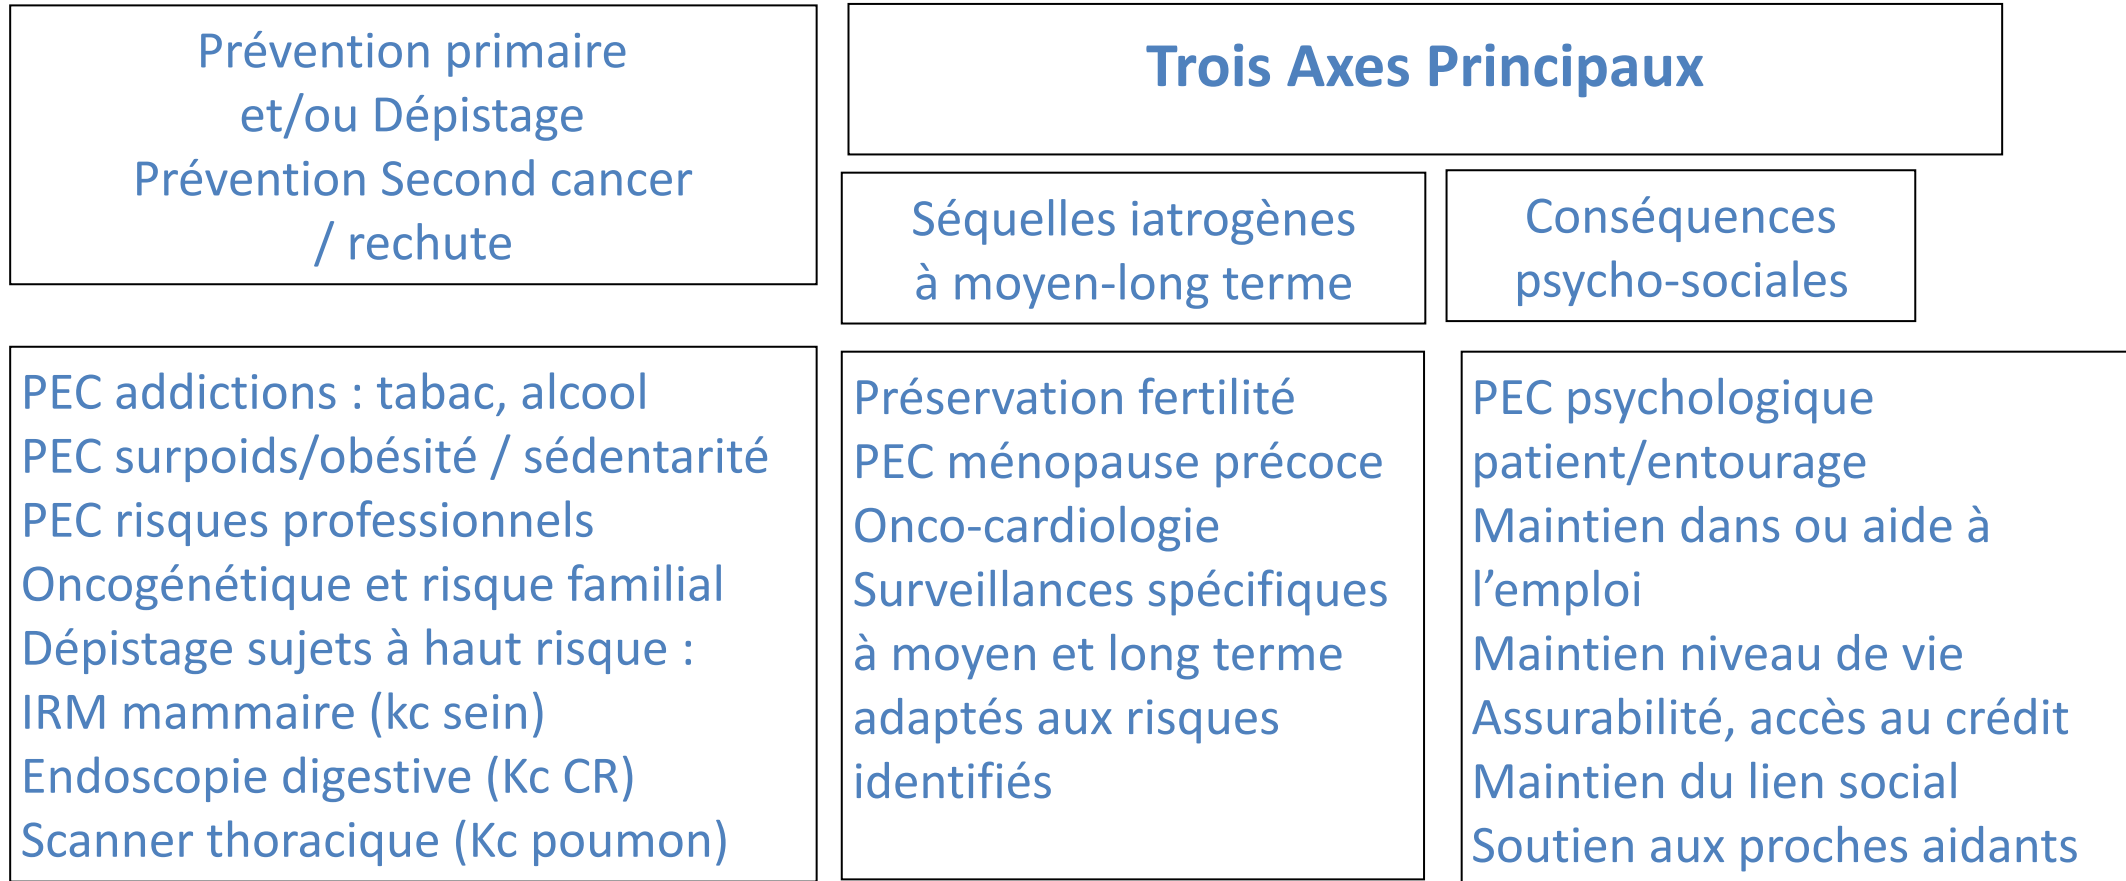 Prévention primaire
et/ou Dépistage
Prévention Second cancer
/ rechute
Trois Axes Principaux
Séquelles iatrogènes
à moyen-long terme
Conséquences
psycho-sociales
PEC addictions : tabac, alcool
PEC surpoids/obésité / sédentarité
PEC risques professionnels
Oncogénétique et risque familial
Dépistage sujets à haut risque :
IRM mammaire (kc sein)
Endoscopie digestive (Kc CR)
Scanner thoracique (Kc poumon)
Préservation fertilité
PEC ménopause précoce
Onco-cardiologie
Surveillances spécifiques
à moyen et long terme
adaptés aux risques
identifiés
PEC psychologique
patient/entourage
Maintien dans ou aide à
l’emploi
Maintien niveau de vie
Assurabilité, accès au crédit
Maintien du lien social
Soutien aux proches aidants